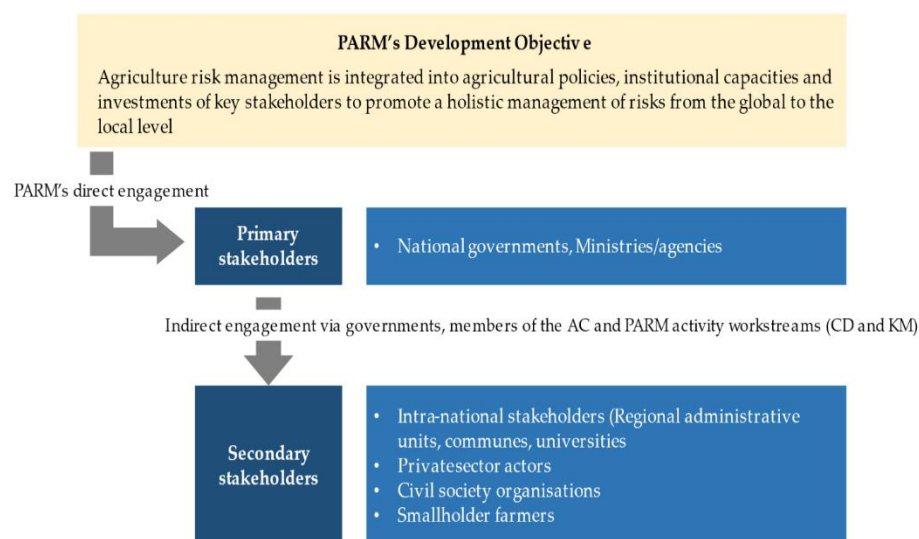 PARM's Development Objective
Agriculture risk management is integrated into agricultural policies, institutional capacities and
investments of key stakeholders to promote a holistic management of risks from the global to the
local level
PARM's direct engagement
Primary
stakeholders
• National governments, Ministries/agencies
Indirect engagement via governments, members of the AC and PARM activity workstreams (CD and KM)
Secondary
stakeholders
• Intra-national stakeholders (Regional administrative
units, communes, universities
• Privatesector actors
• Civil society organisations
• Smallholder farmers